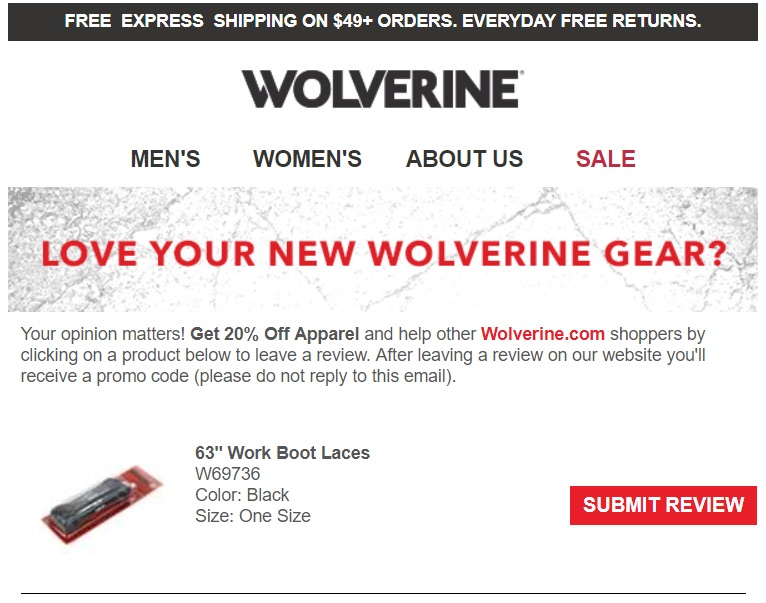 FREE EXPRESS SHIPPING ON $49+ ORDERS. EVERYDAY FREE RETURNS.
WOLVERINE®
MEN'S WOMEN'S ABOUT US SALE
LOVE YOUR NEW WOLVERINE GEAR?
Your opinion matters! Get 20% Off Apparel and help other Wolverine.com shoppers by
clicking on a product below to leave a review. After leaving a review on our website you'll
receive a promo code (please do not reply to this email).
63" Work Boot Laces
W69736
Color: Black
Size: One Size
SUBMIT REVIEW